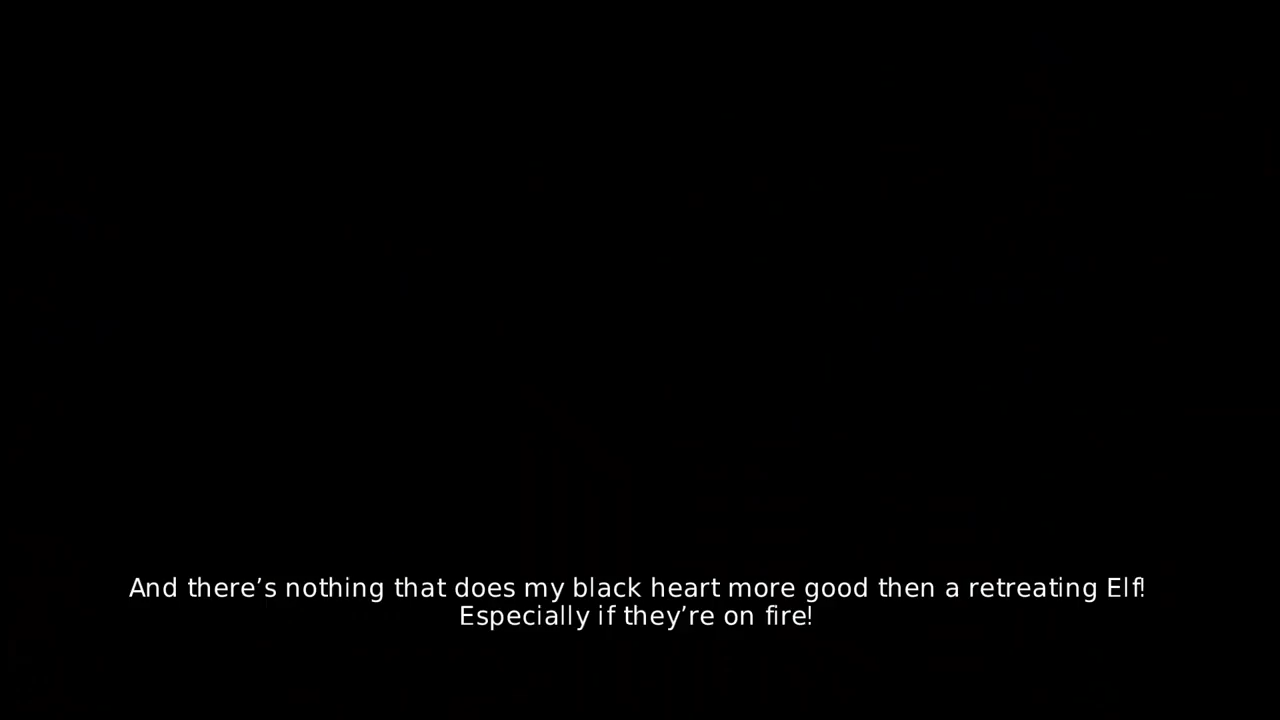 And there’s nothing that does my black heart more good then a retreating Elf!
Especially if they’re on fire!